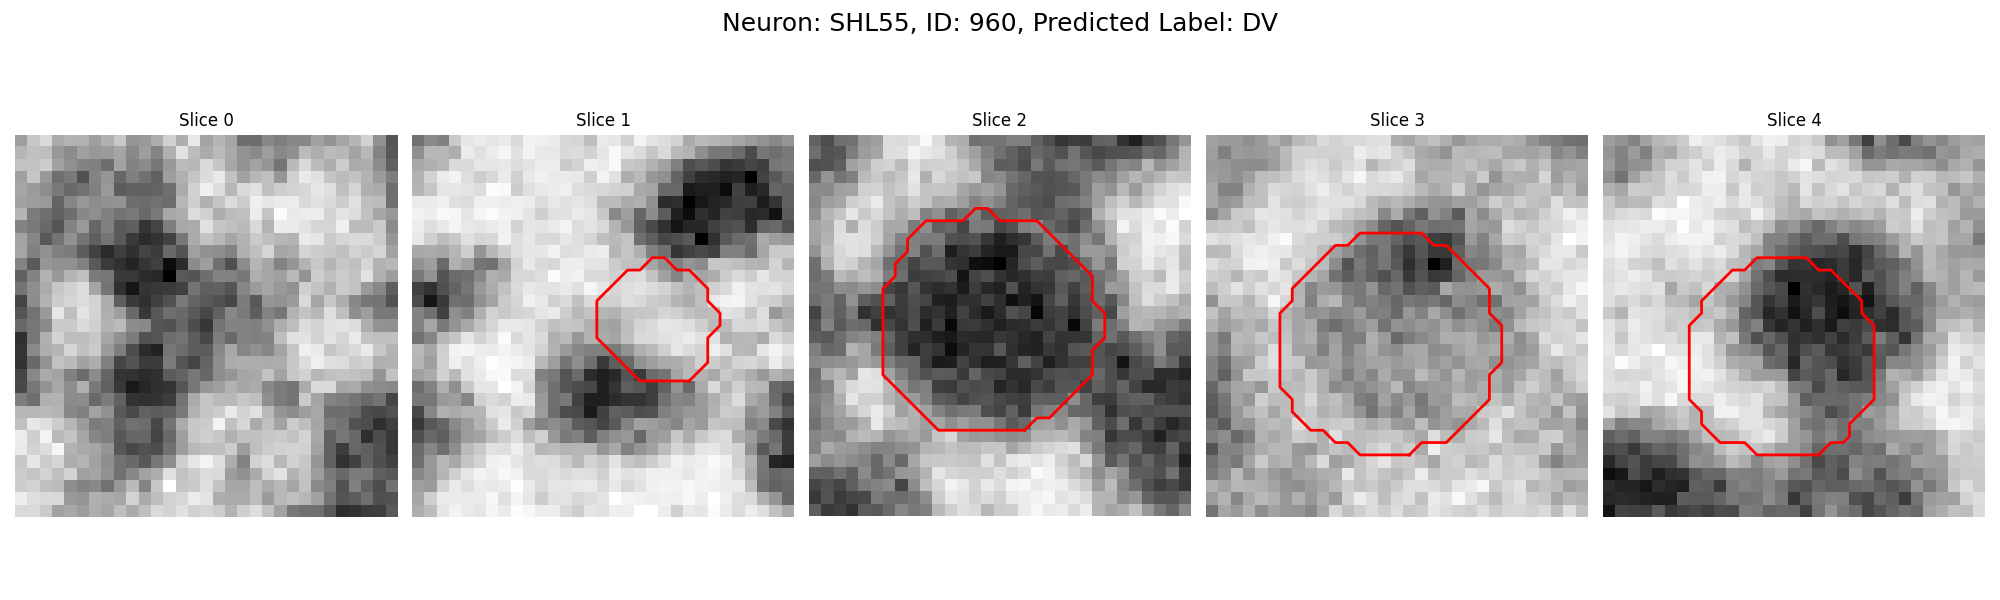 Neuron: SHL55, ID: 960, Predicted Label: DV
Slice 0
Slice 1
Slice 2
Slice 3
Slice 4